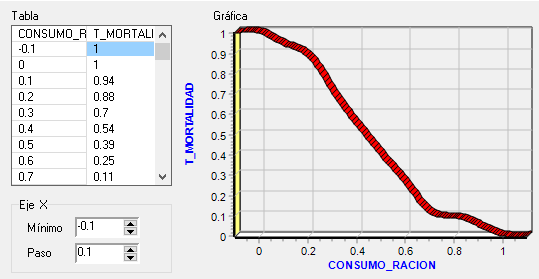 Tabla
CONSUMO_R T_MORTALI
-0.1 1
0 1
0.1 0.94
0.2 0.88
0.3 0.7
0.4 0.54
0.5 0.39
0.6 0.25
0.7 0.11
Eje X
Mínimo -0.1
Paso 0.1
Gráfica
T_MORTALIDAD
1
0.9
0.8
0.7
0.6
0.5
0.4
0.3
0.2
0.1
0
0 0.2 0.4 0.6 0.8 1
CONSUMO_RACION